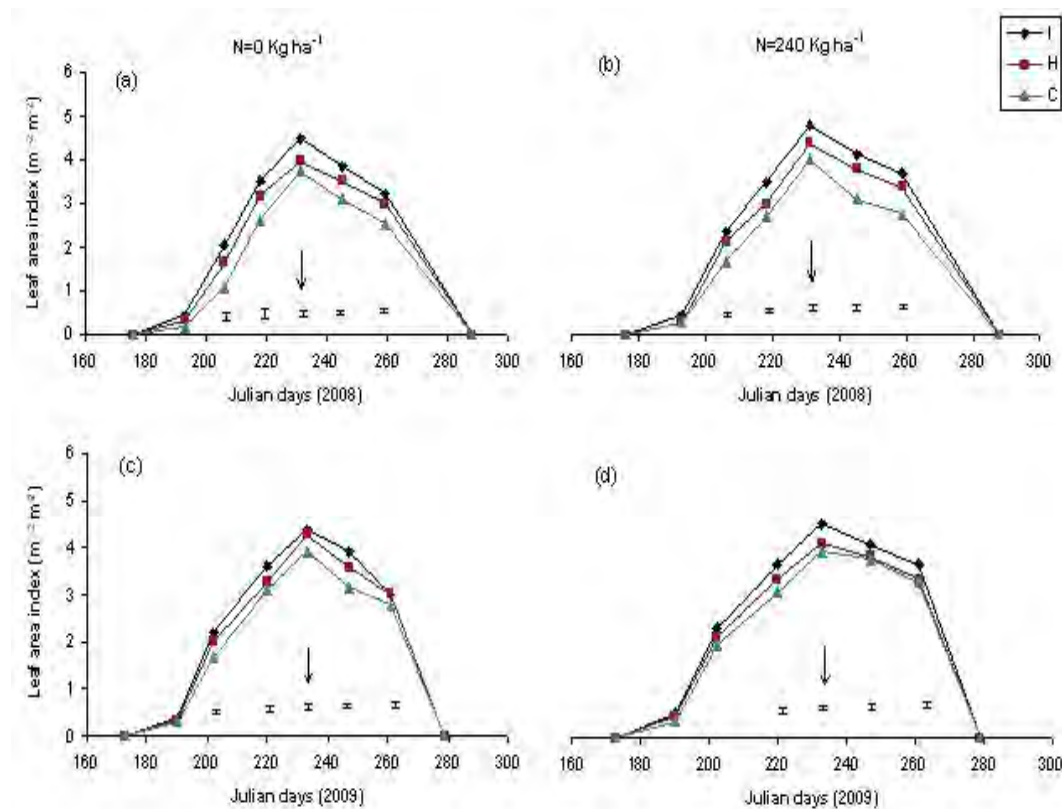 N=0 Kg ha⁻¹
N=240 Kg ha⁻¹
I
H
C
(a)
Leaf area index (m⁻² m⁻²)
6
5
4
3
2
1
0
160 180 200 220 240 260 280 300
Julian days (2008)
(b)
160 180 200 220 240 260 280 300
Julian days (2008)
(c)
Leaf area index (m⁻² m⁻²)
6
5
4
3
2
1
0
160 180 200 220 240 260 280 300
Julian days (2009)
(d)
160 180 200 220 240 260 280 300
Julian days (2009)